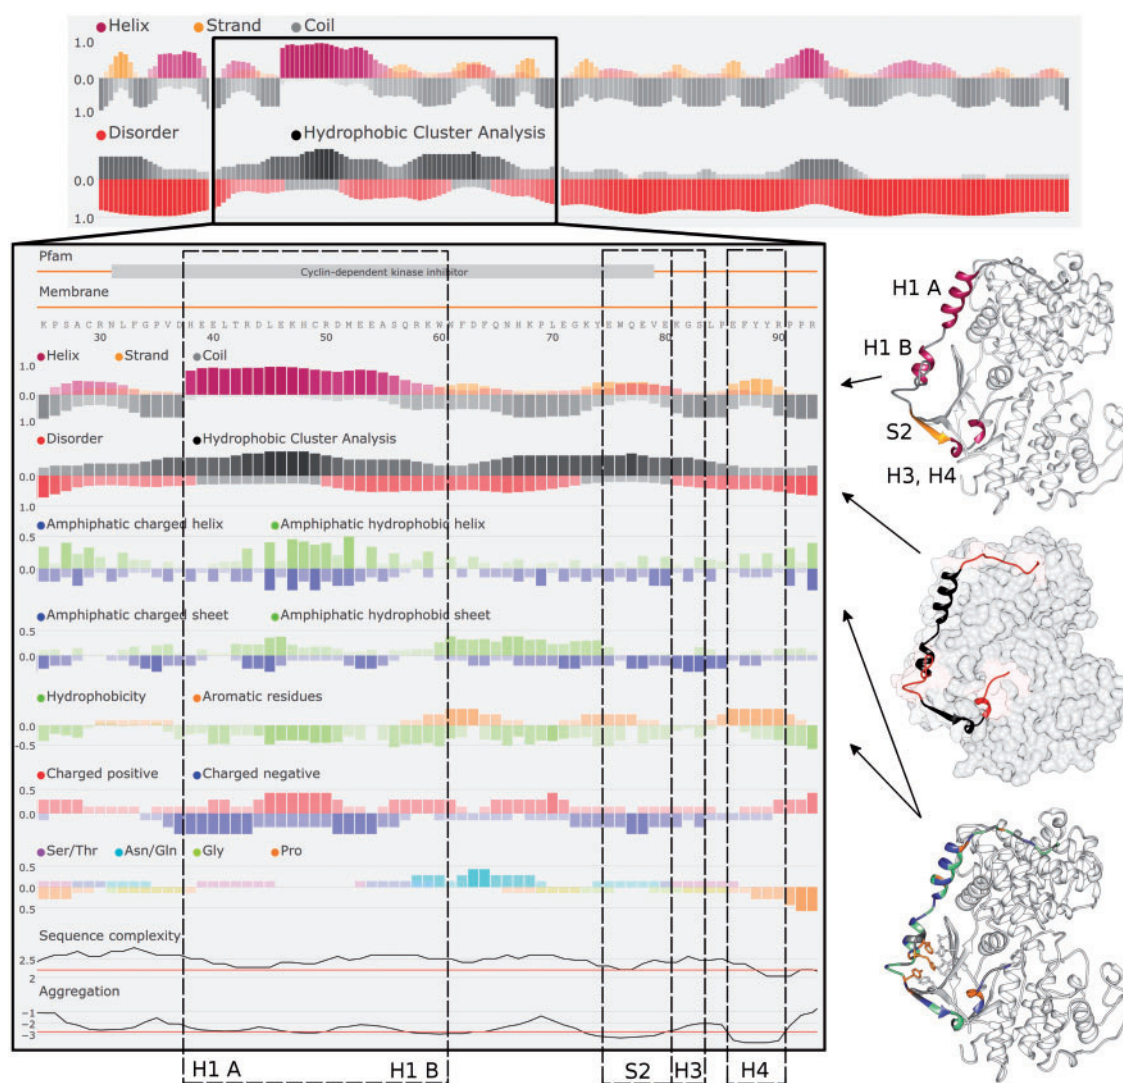 Helix Strand Coil
1.0
0.0
1.0
Disorder Hydrophobic Cluster Analysis
0.0
1.0
Pfam
Cyclin-dependent kinase inhibitor
Membrane
30 40 50 60 70 80 90
Helix Strand Coil
1.0
0.0
1.0
Disorder Hydrophobic Cluster Analysis
0.0
1.0
Amphiphatic charged helix Amphiphatic hydrophobic helix
0.5
0.0
Amphiphatic charged sheet Amphiphatic hydrophobic sheet
0.5
0.0
Hydrophobicity Aromatic residues
0.0
-0.5
Charged positive Charged negative
0.5
0.0
Ser/Thr Asn/Gln Gly Pro
0.5
0.0
0.5
Sequence complexity
2.5
2
Aggregation
-1
-2
-3
H1 A H1 B S2 H3 H4
H1 A
H1 B
S2
H3, H4